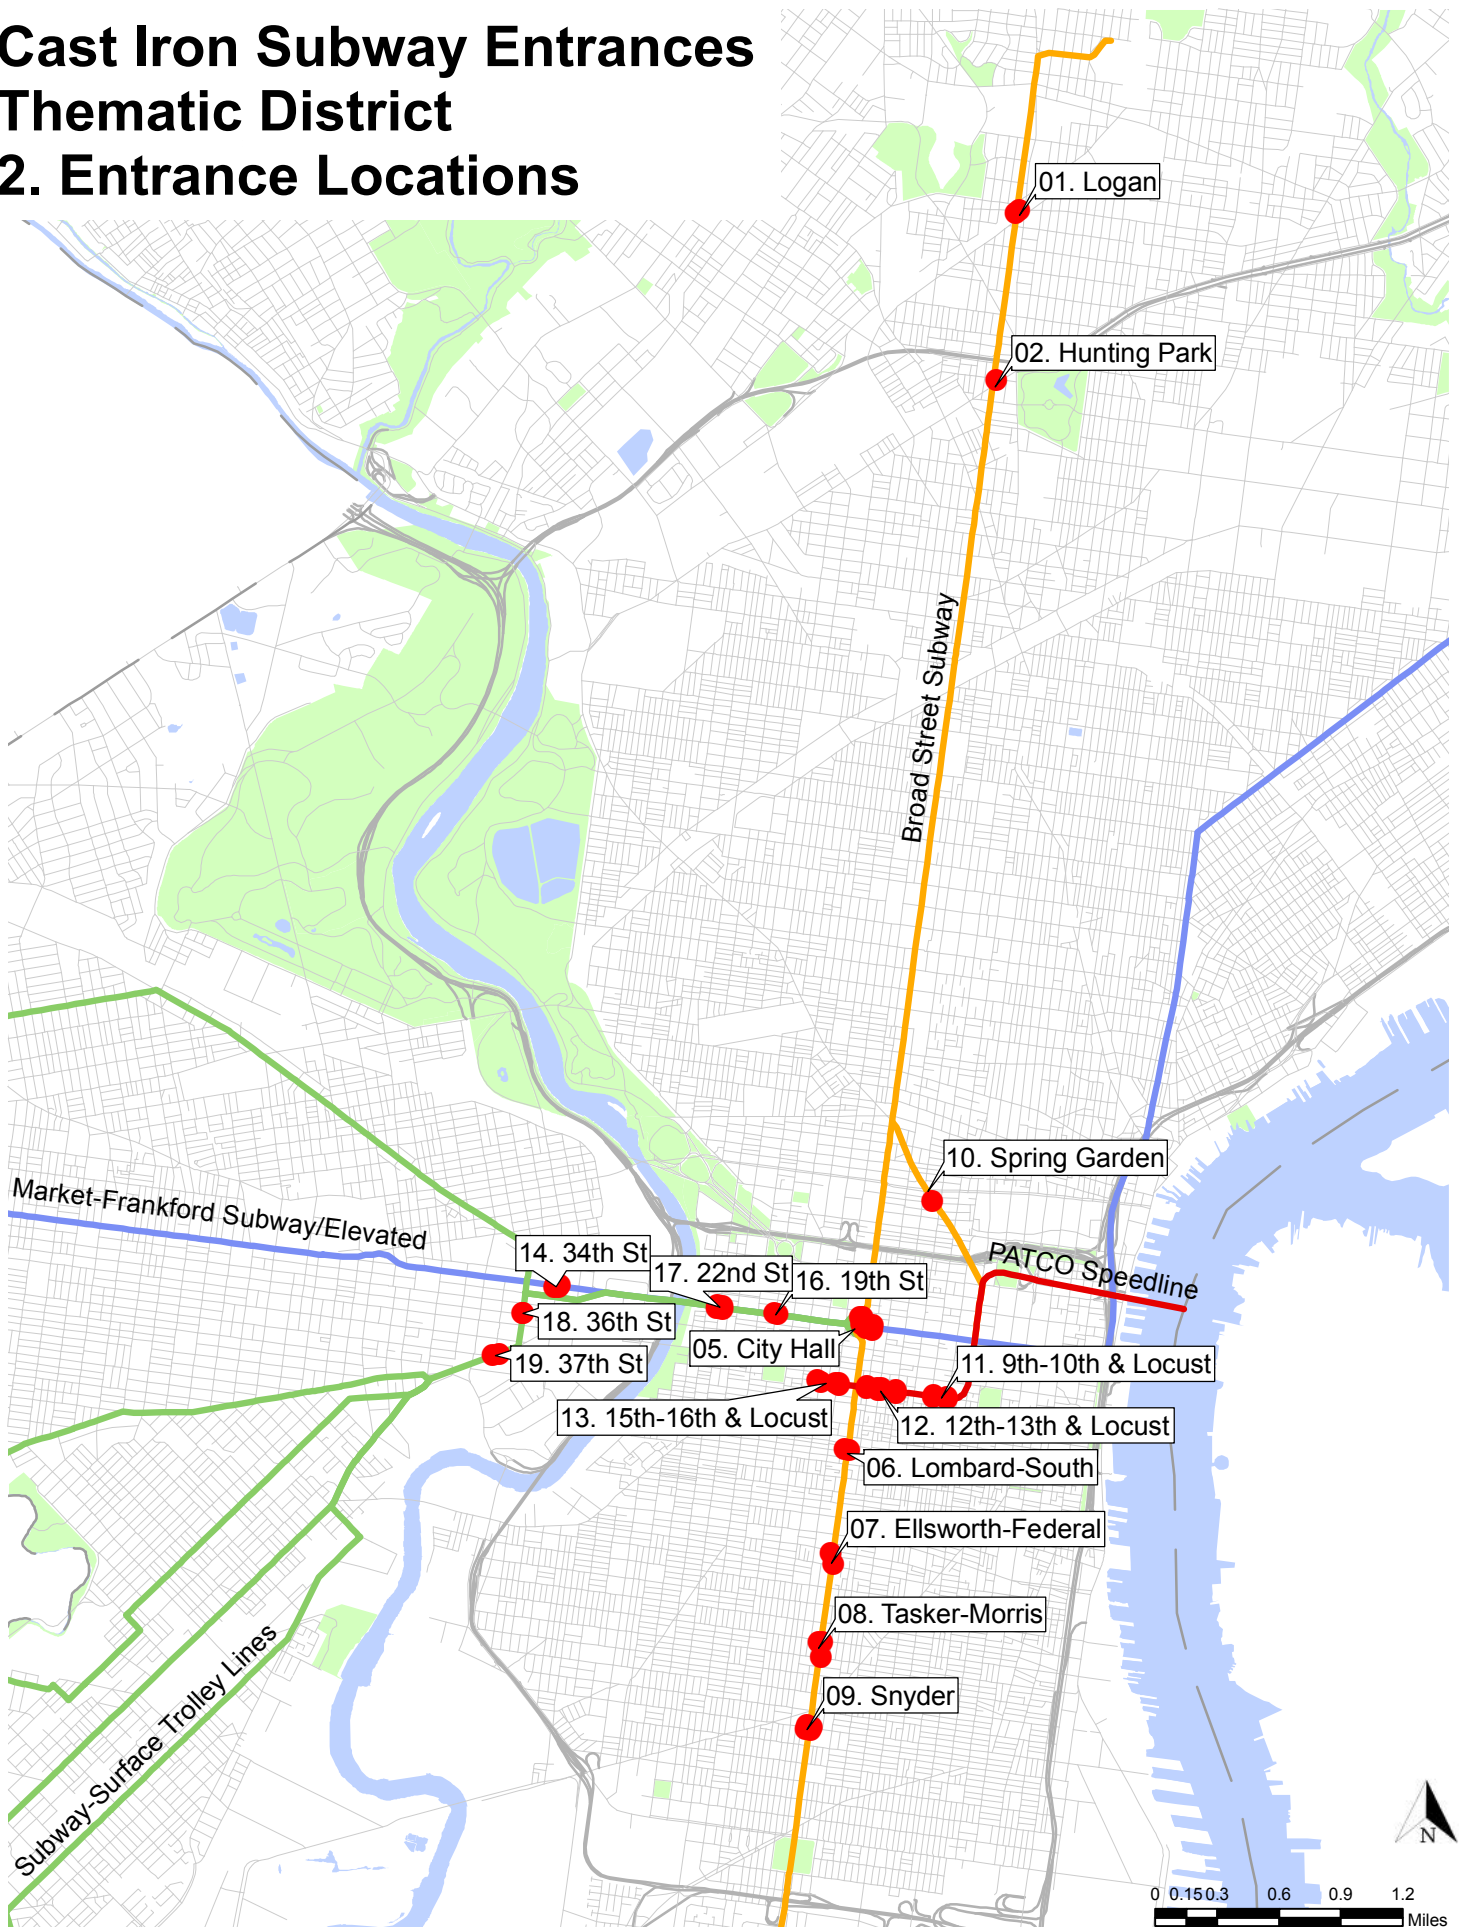 Cast Iron Subway Entrances
Thematic District
2. Entrance Locations
01. Logan
02. Hunting Park
Broad Street Subway
10. Spring Garden
Market-Frankford Subway/Elevated
14. 34th St
PATCO Speedline
17. 22nd St
16. 19th St
18. 36th St
05. City Hall
19. 37th St
11. 9th-10th & Locust
13. 15th-16th & Locust
12. 12th-13th & Locust
06. Lombard-South
07. Ellsworth-Federal
08. Tasker-Morris
09. Snyder
Subway-Surface Trolley Lines
N
0 0.15 0.3 0.6 0.9 1.2
Miles